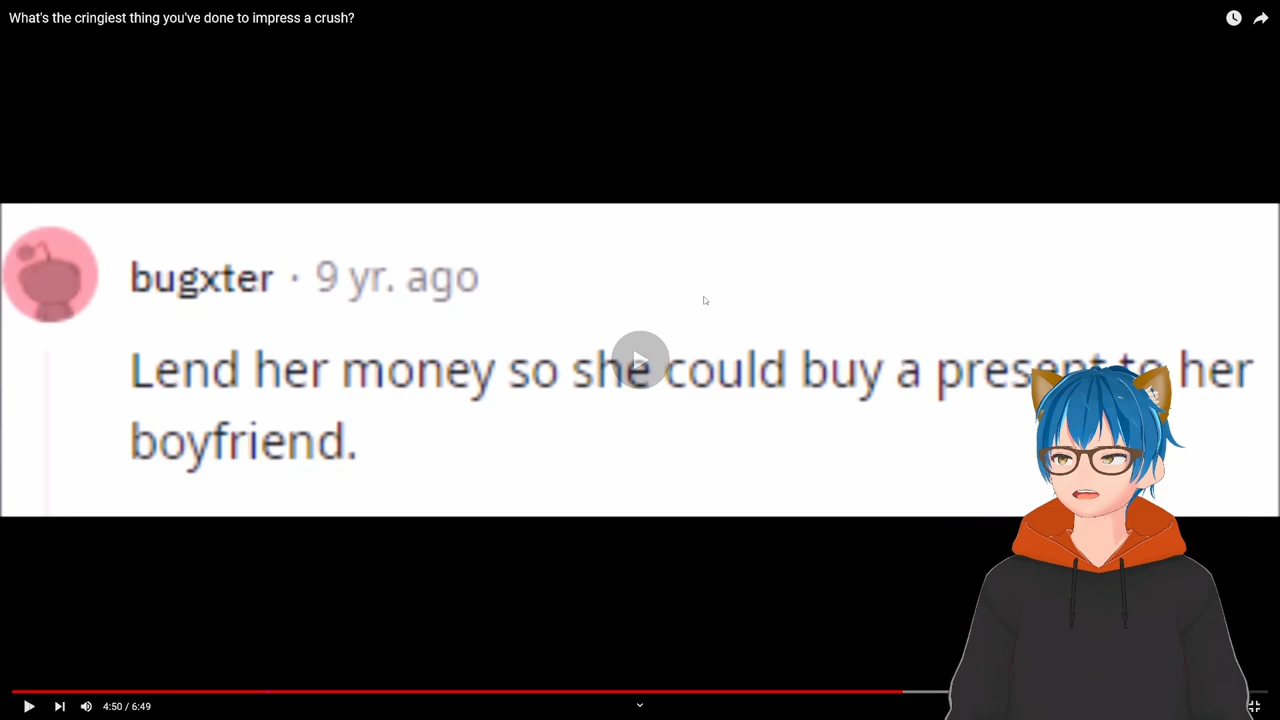 What's the cringiest thing you've done to impress a crush?
bugxter · 9 yr. ago
Lend her money so she could buy a present to her
boyfriend.
4:50 / 6:49